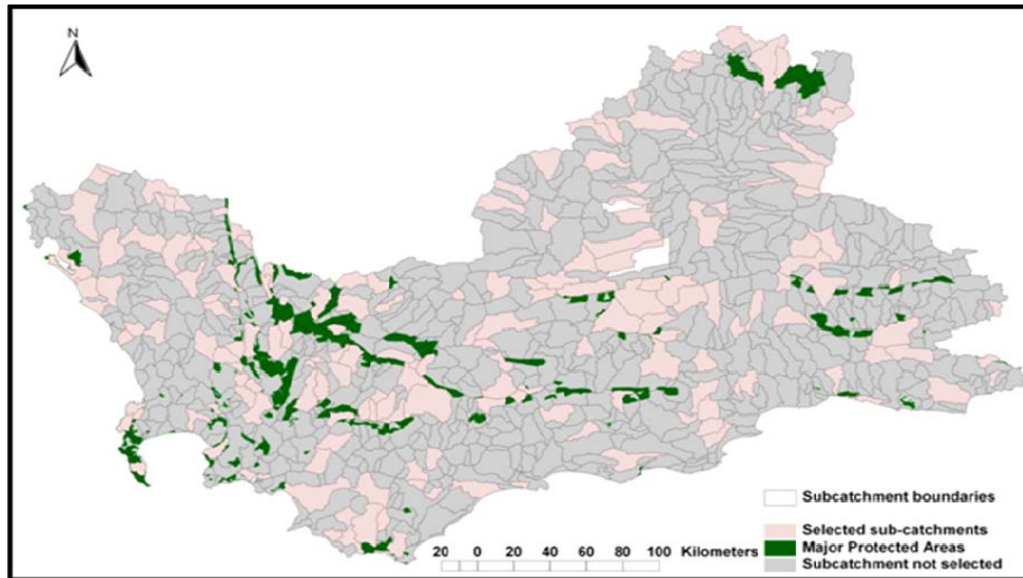 N
Subcatchment boundaries
Selected sub-catchments
Major Protected Areas
Subcatchment not selected
20 0 20 40 60 80 100 Kilometers